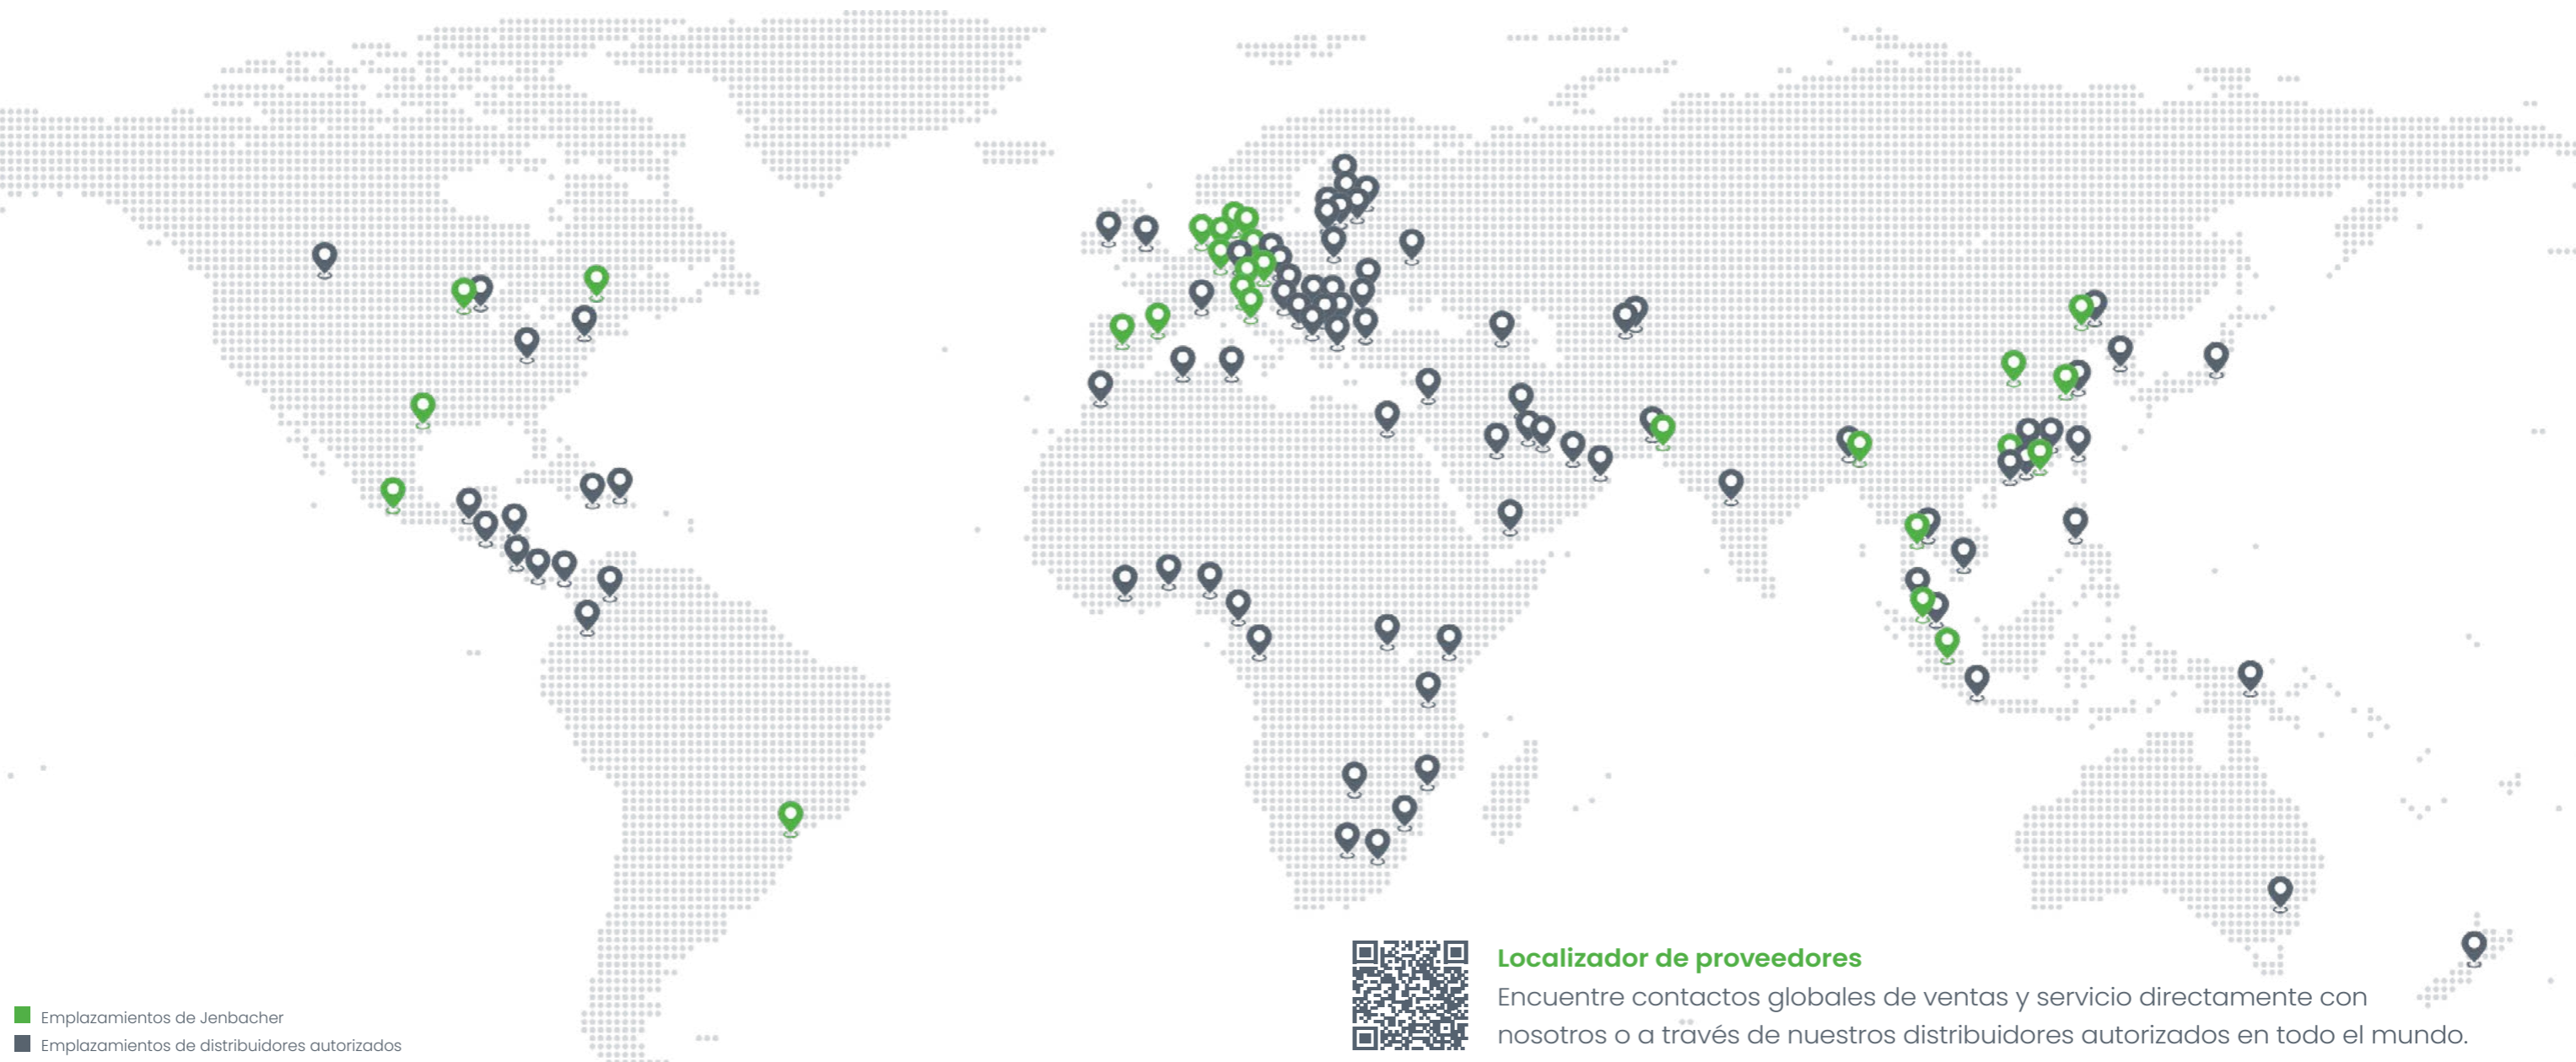 Localizador de proveedores
Encuentre contactos globales de ventas y servicio directamente con
nosotros o a través de nuestros distribuidores autorizados en todo el mundo.
Emplazamientos de Jenbacher
Emplazamientos de distribuidores autorizados